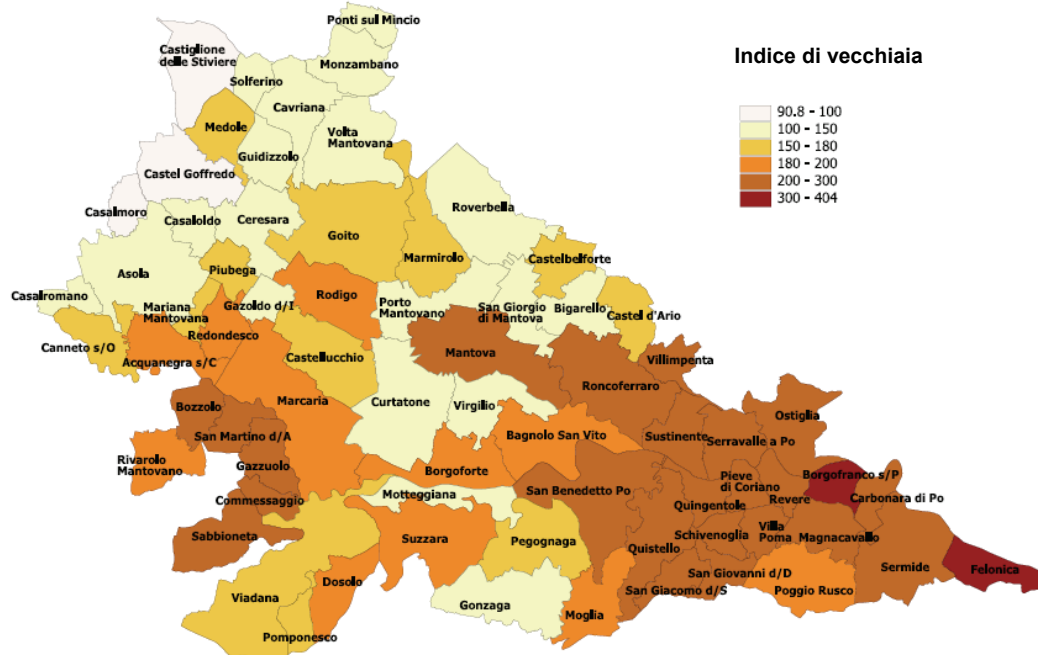 Ponti sul Mincio
Castiglione
delle Stiviere
Monzambano
Solferino
Cavriana
Medole
Volta
Mantovana
Guidizzolo
Castel Goffredo
Casalmoro
Casaloldo
Ceresara
Roverbella
Goito
Marmirolo
Castelbelforte
Asola
Piubega
Casalromano
Mariana
Mantovana
Gazoldo d/I
Rodigo
Porto
Mantovano
San Giorgio
di Mantova
Bigarello
Castel d'Ario
Canneto s/O
Redondesco
Acquanegra s/C
Castellucchio
Mantova
Villimpenta
Roncoferraro
Marcaria
Curtatone
Virgilio
Bozzolo
San Martino d/A
Ostiglia
Bagnolo San Vito
Sustinente
Serravalle a Po
Rivarolo
Mantovano
Gazzuolo
Borgoforte
Pieve
di Coriano
Borgofranco s/P
Commessaggio
Motteggiana
San Benedetto Po
Quingentole
Revere
Carbonara di Po
Sabbioneta
Suzzara
Pegognaga
Quistello
Schivenoglia
Villa
Poma
Magnacavallo
Sermide
Felonica
Viadana
Dosolo
Gonzaga
Moglia
San Giacomo d/S
San Giovanni d/D
Poggio Rusco
Pomponesco
Indice di vecchiaia
90.8 - 100
100 - 150
150 - 180
180 - 200
200 - 300
300 - 404